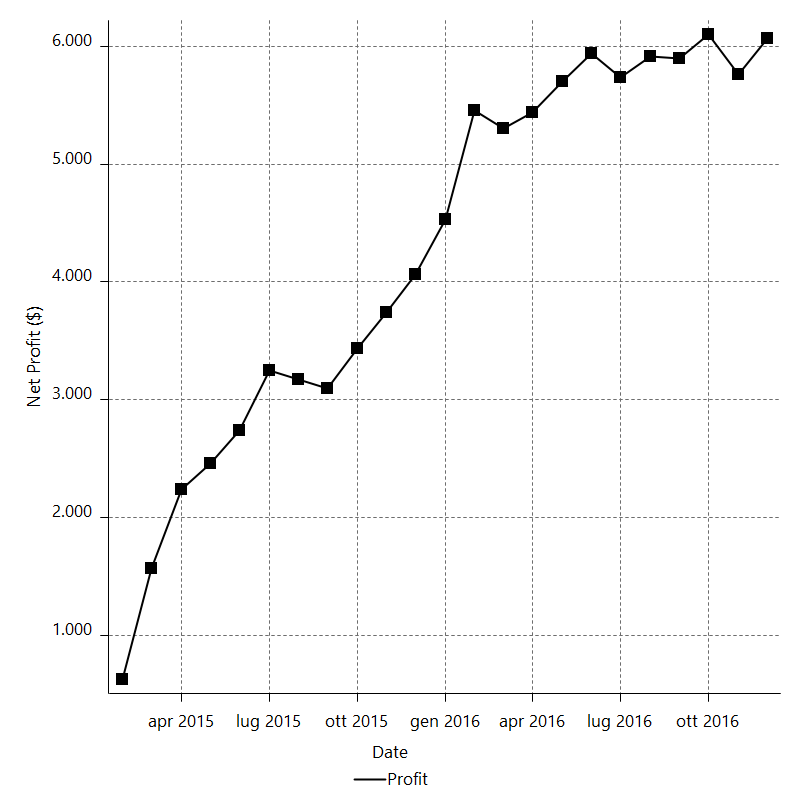 6.000
5.000
4.000
3.000
2.000
1.000
Net Profit ($)
apr 2015 lug 2015 ott 2015 gen 2016 apr 2016 lug 2016 ott 2016
Date
Profit